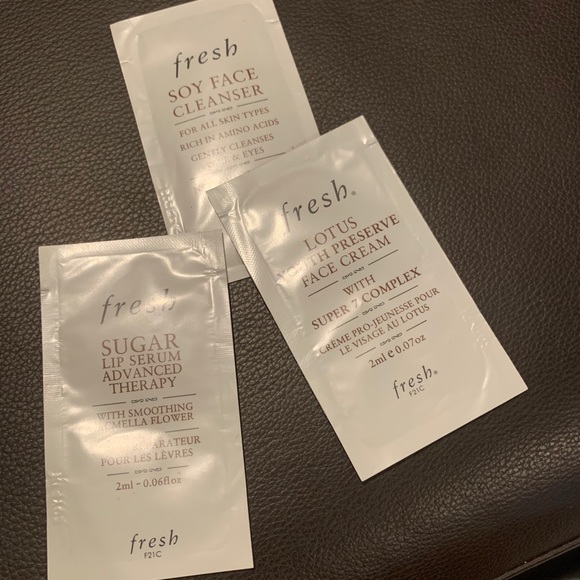 fresh
SOY FACE
CLEANSER
FOR ALL SKIN TYPES
RICH IN AMINO ACIDS
GENTLY CLEANSES
& EYES
fresh®
LOTUS
YOUTH PRESERVE
FACE CREAM
WITH
SUPER 7 COMPLEX
CRÈME PRO-JEUNESSE POUR
LE VISAGE AU LOTUS
2ml e 0.07oz
fresh®
F21C
fresh
SUGAR
LIP SERUM
ADVANCED
THERAPY
WITH SMOOTHING
FLOWER
POUR LES LÈVRES
2ml - 0.06floz
fresh
F21C